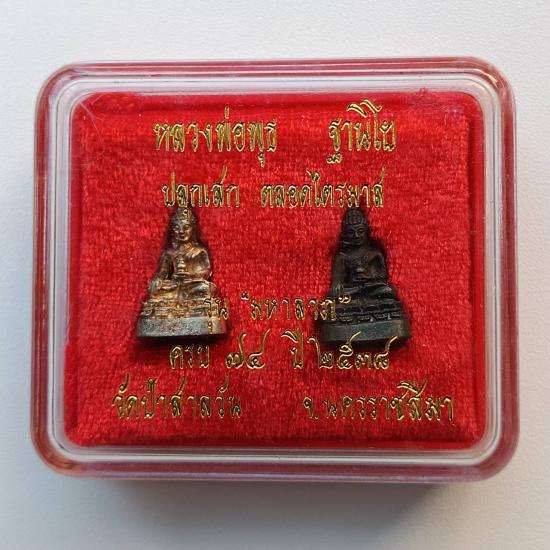 หลวงพ่อพุธ ฐานิโย
ปลุกเสก ตลอดไตรมาส
รุ่น "มหาลาภ"
ครบ ๗๔ ปี ๒๕๓๘
วัดป่าสาลวัน จ.นครราชสีมา